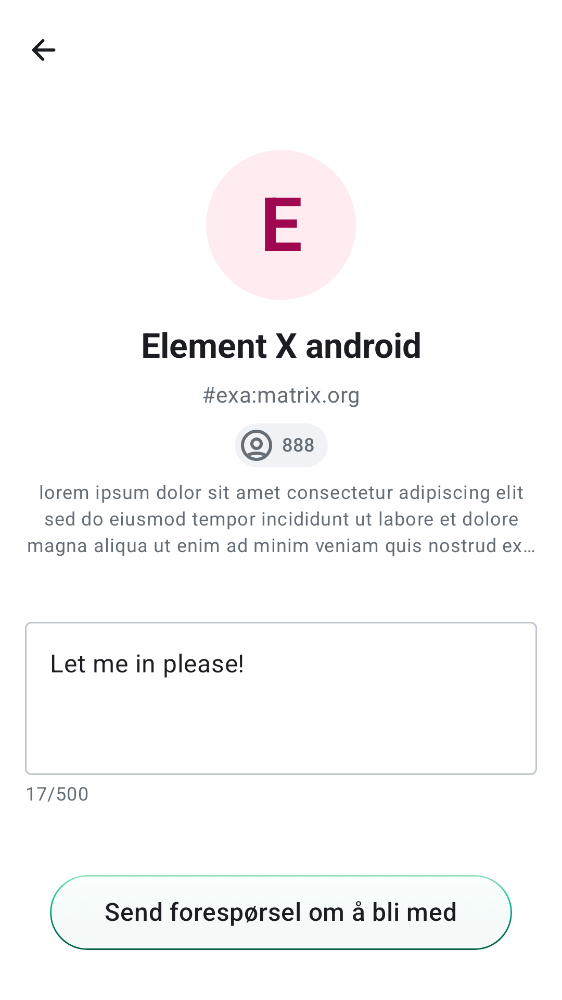 E
Element X android
#exa:matrix.org
888
lorem ipsum dolor sit amet consectetur adipiscing elit
sed do eiusmod tempor incididunt ut labore et dolore
magna aliqua ut enim ad minim veniam quis nostrud ex…
Let me in please!
17/500
Send forespørsel om å bli med